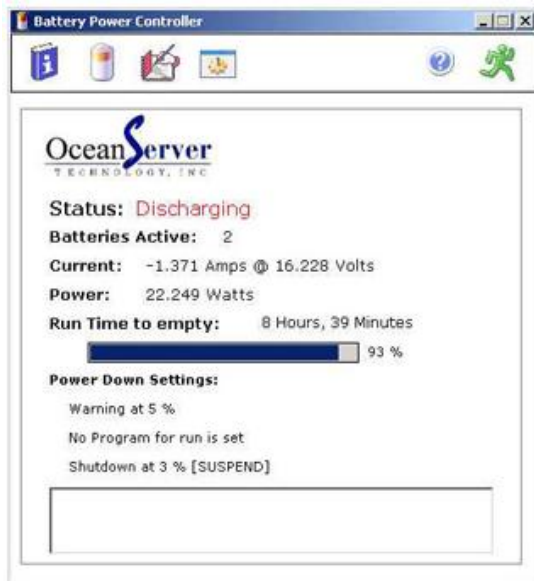 Battery Power Controller
OceanServer
TECHNOLOGY, INC
Status: Discharging
Batteries Active: 2
Current: -1.371 Amps @ 16.228 Volts
Power: 22.249 Watts
Run Time to empty: 8 Hours, 39 Minutes
93 %
Power Down Settings:
Warning at 5 %
No Program for run is set
Shutdown at 3 % [SUSPEND]